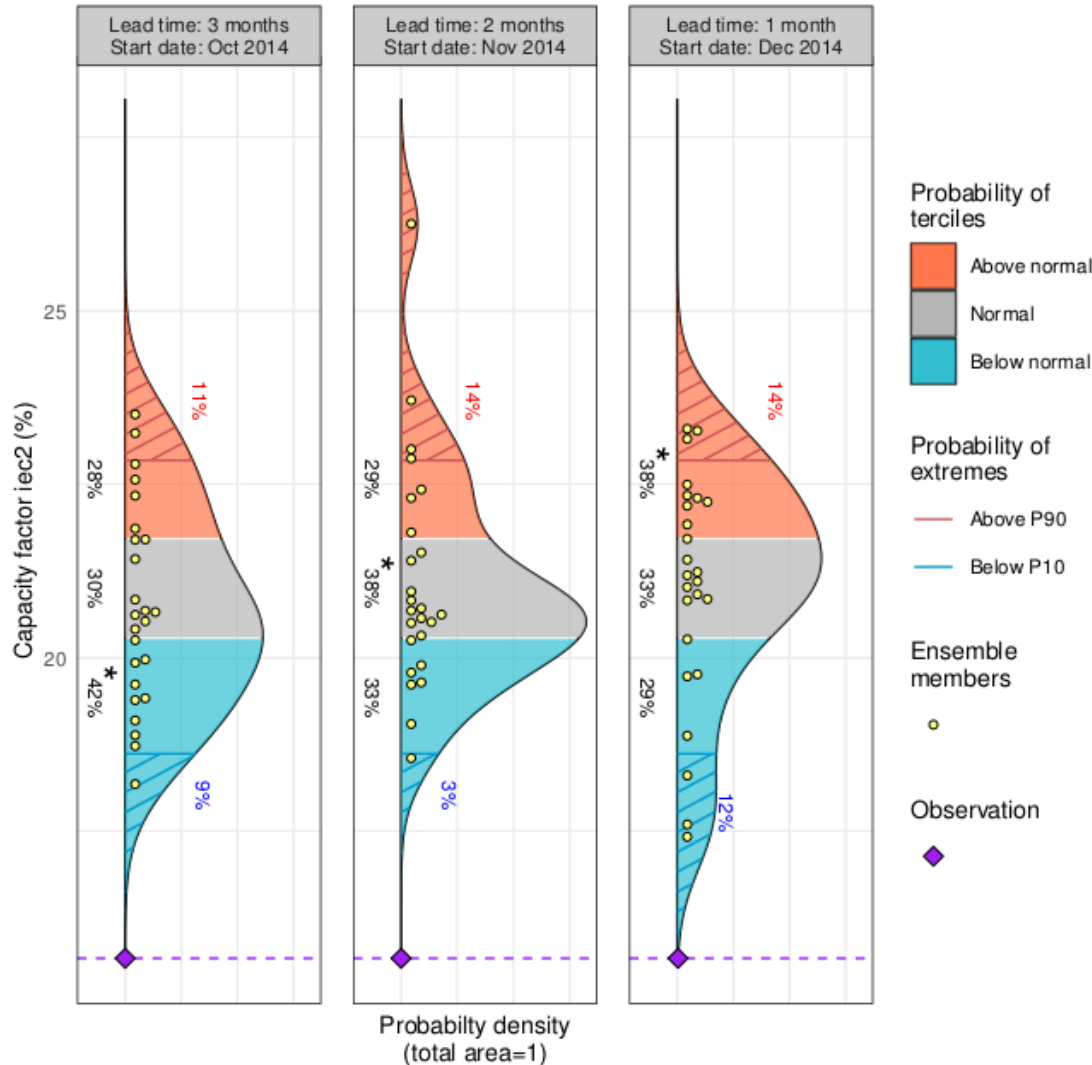 Lead time: 3 months
Start date: Oct 2014
Lead time: 2 months
Start date: Nov 2014
Lead time: 1 month
Start date: Dec 2014
Capacity factor iec2 (%)
25
20
11%
28%
30%
*
42%
9%
14%
29%
*
38%
33%
3%
14%
*
38%
33%
29%
12%
Probabilty density
(total area=1)
Probability of
terciles
Above normal
Normal
Below normal
Probability of
extremes
Above P90
Below P10
Ensemble
members
Observation